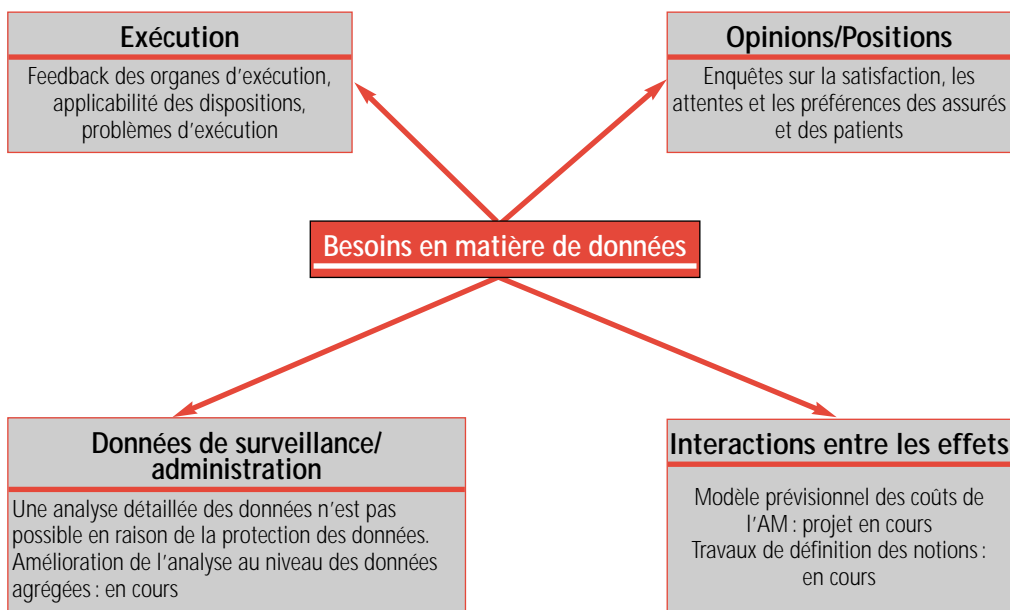 Exécution
Feedback des organes d'exécution,
applicabilité des dispositions,
problèmes d'exécution
Opinions/Positions
Enquêtes sur la satisfaction, les
attentes et les préférences des assurés
et des patients
Besoins en matière de données
Données de surveillance/
administration
Une analyse détaillée des données n'est pas
possible en raison de la protection des données.
Amélioration de l'analyse au niveau des données
agrégées : en cours
Interactions entre les effets
Modèle prévisionnel des coûts de
l'AM : projet en cours
Travaux de définition des notions :
en cours